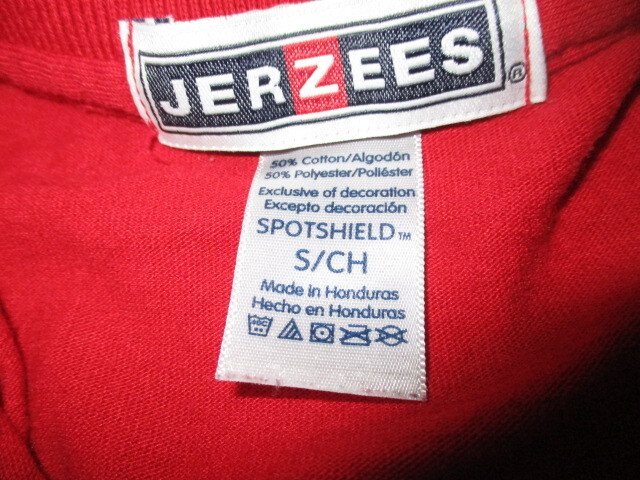 JERZEES®
50% Cotton/Algodón
50% Polyester/Poliéster
Exclusive of decoration
Excepto decoración
SPOTSHIELD™
S/CH
Made in Honduras
Hecho en Honduras
40C